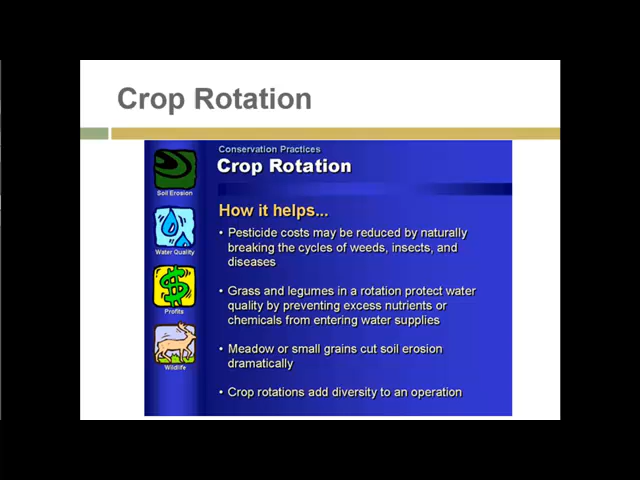 Crop Rotation
Conservation Practices
Crop Rotation
Soil Erosion
How it helps...
• Pesticide costs may be reduced by naturally
breaking the cycles of weeds, insects, and
diseases
Water Quality
• Grass and legumes in a rotation protect water
quality by preventing excess nutrients or
chemicals from entering water supplies
Profits
• Meadow or small grains cut soil erosion
dramatically
Wildlife
• Crop rotations add diversity to an operation